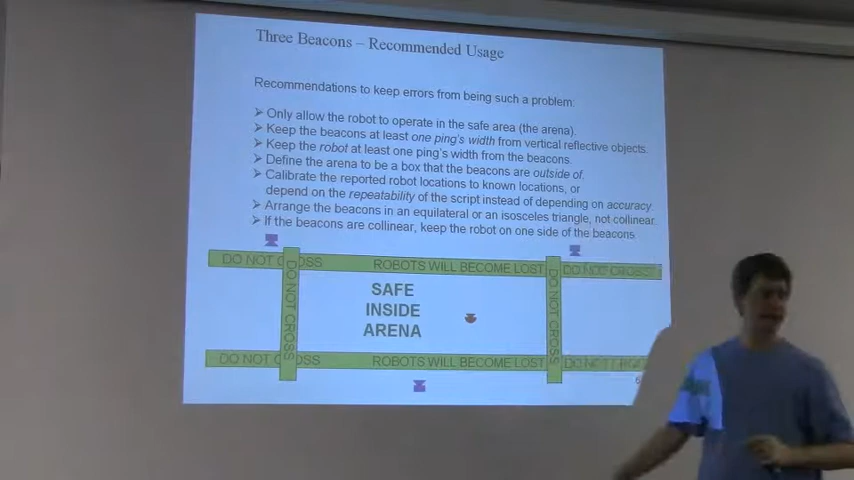 Three Beacons – Recommended Usage
Recommendations to keep errors from being such a problem:
➢ Only allow the robot to operate in the safe area (the arena).
➢ Keep the beacons at least one ping's width from vertical reflective objects.
➢ Keep the robot at least one ping's width from the beacons.
➢ Define the arena to be a box that the beacons are outside of.
➢ Calibrate the reported robot locations to known locations, or
depend on the repeatability of the script instead of depending on accuracy.
➢ Arrange the beacons in an equilateral or an isosceles triangle, not collinear.
➢ If the beacons are collinear, keep the robot on one side of the beacons.
DO NOT C OSS
ROBOTS WILL BECOME LOST
DO NOT CROSS
DO NOT CROSS
DO NOT CROSS
SAFE
INSIDE
ARENA
DO NOT C OSS
ROBOTS WILL BECOME LOST
DO NOT